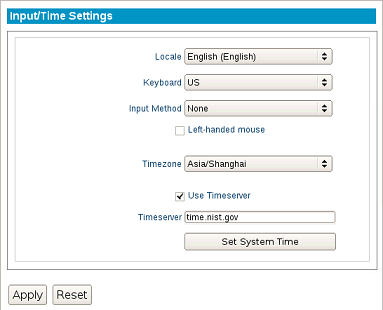 Input/Time Settings
Locale English (English)
Keyboard US
Input Method None
Left-handed mouse
Timezone Asia/Shanghai
Use Timeserver
Timeserver time.nist.gov
Set System Time
Apply Reset